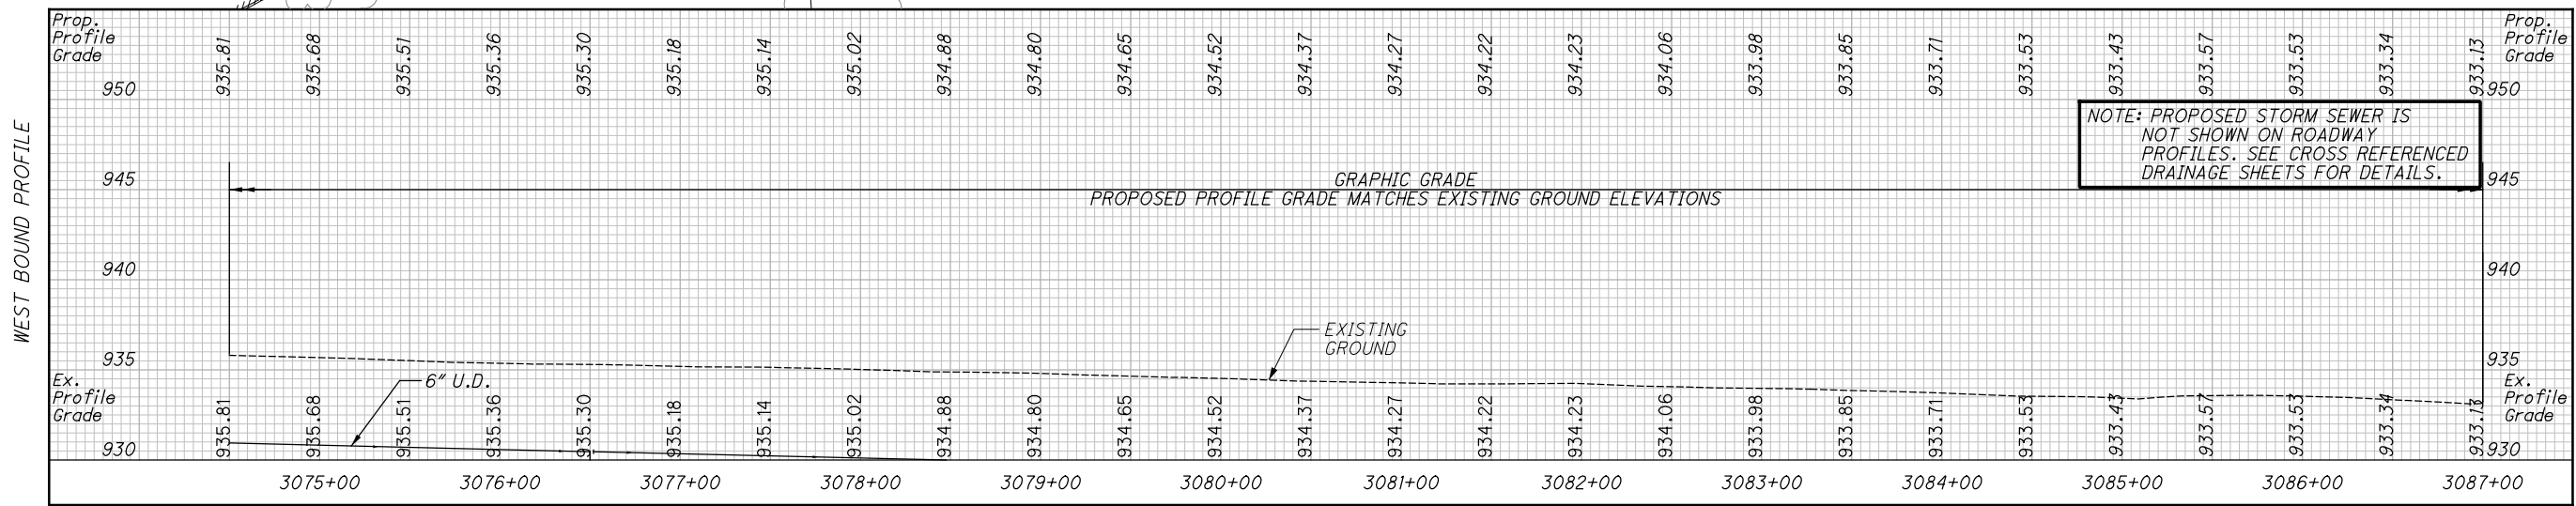 Prop.
Profile
Grade
935.81 935.68 935.51 935.36 935.30 935.18 935.14 935.02 934.88 934.80 934.65 934.52 934.37 934.27 934.22 934.23 934.06 933.98 933.85 933.71 933.53 933.43 933.57 933.53 933.34 933.13
Prop.
Profile
Grade
950 950
NOTE: PROPOSED STORM SEWER IS
NOT SHOWN ON ROADWAY
PROFILES. SEE CROSS REFERENCED
DRAINAGE SHEETS FOR DETAILS.
WEST BOUND PROFILE
945 945
GRAPHIC GRADE
PROPOSED PROFILE GRADE MATCHES EXISTING GROUND ELEVATIONS
940 940
EXISTING
GROUND
935 935
6" U.D.
Ex.
Profile
Grade
935.81 935.68 935.51 935.36 935.30 935.18 935.14 935.02 934.88 934.80 934.65 934.52 934.37 934.27 934.22 934.23 934.06 933.98 933.85 933.71 933.53 933.43 933.57 933.53 933.34 933.13
Ex.
Profile
Grade
930 930
3075+00 3076+00 3077+00 3078+00 3079+00 3080+00 3081+00 3082+00 3083+00 3084+00 3085+00 3086+00 3087+00